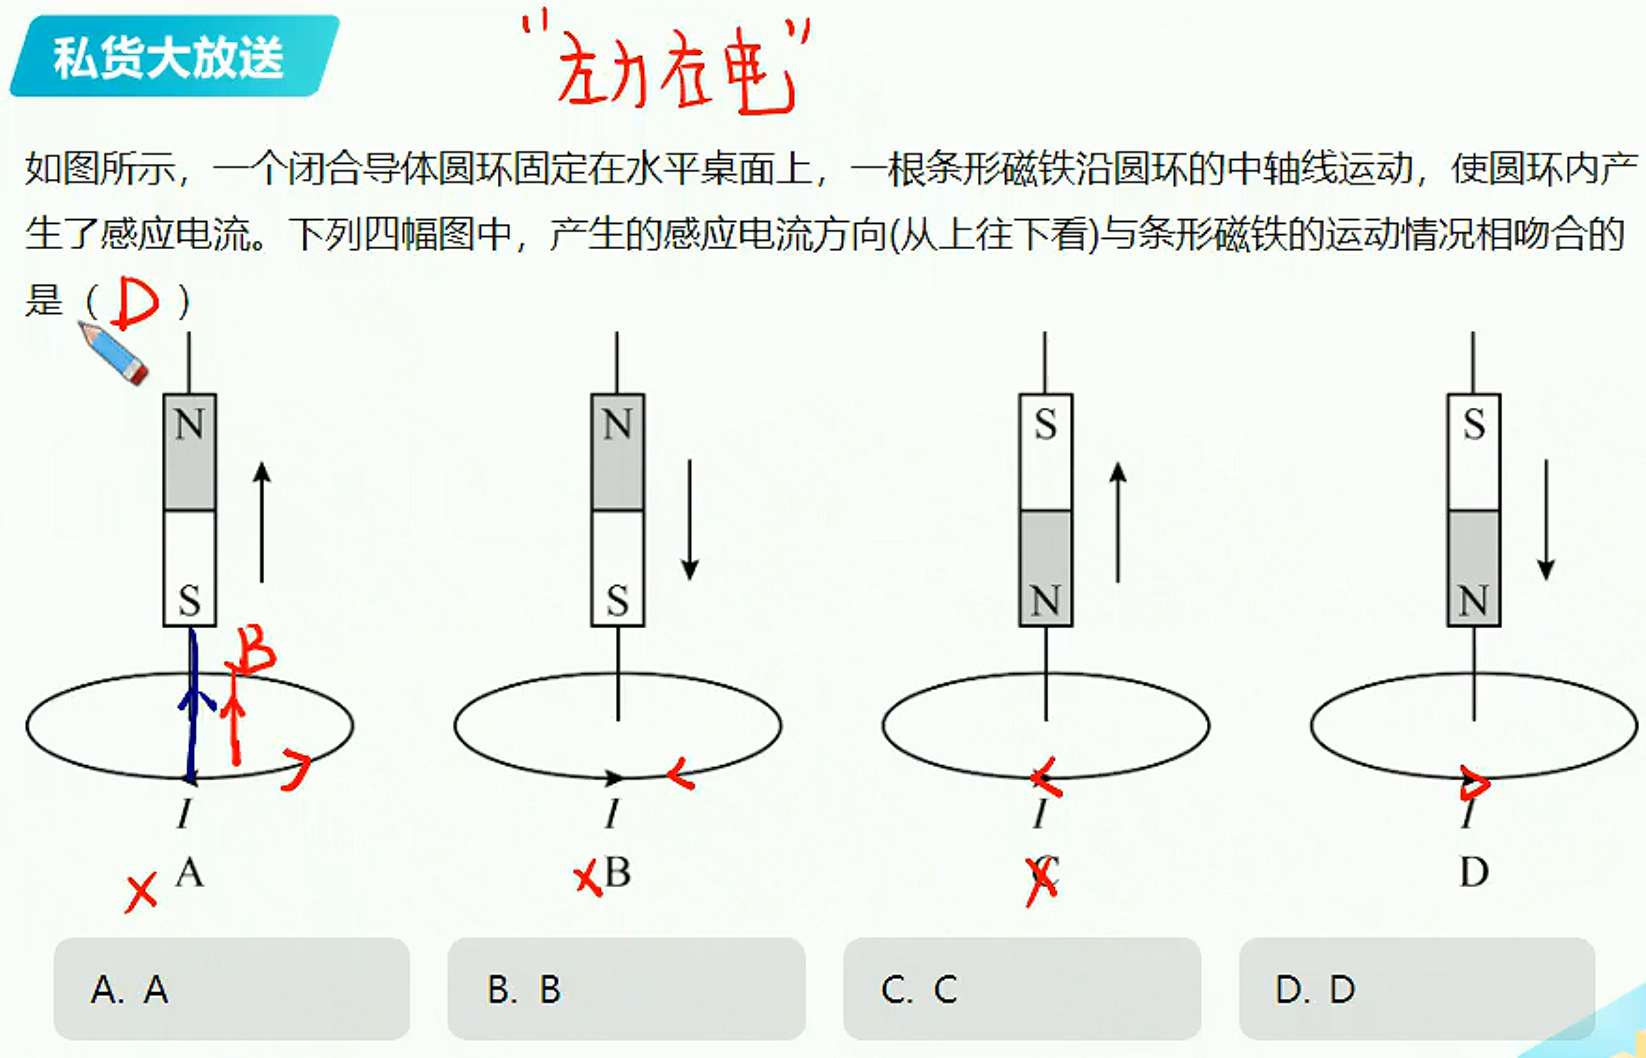 私货大放送
“左力右电”
如图所示，一个闭合导体圆环固定在水平桌面上，一根条形磁铁沿圆环的中轴线运动，使圆环内产
生了感应电流。下列四幅图中，产生的感应电流方向(从上往下看)与条形磁铁的运动情况相吻合的
是（ D ）
N N S S
S S N N
B
I I I I
× A × B × C D
A. A B. B C. C D. D